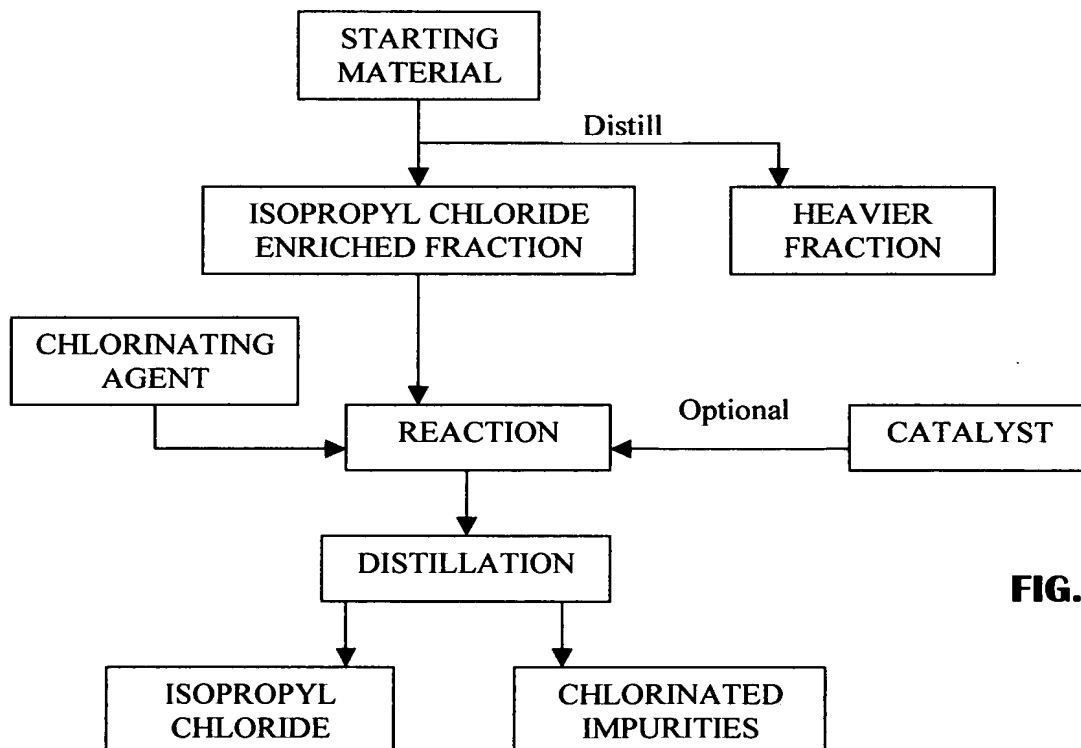 STARTING
MATERIAL
Distill
ISOPROPYL CHLORIDE
ENRICHED FRACTION
HEAVIER
FRACTION
CHLORINATING
AGENT
REACTION
Optional
CATALYST
DISTILLATION
FIG.
ISOPROPYL
CHLORIDE
CHLORINATED
IMPURITIES